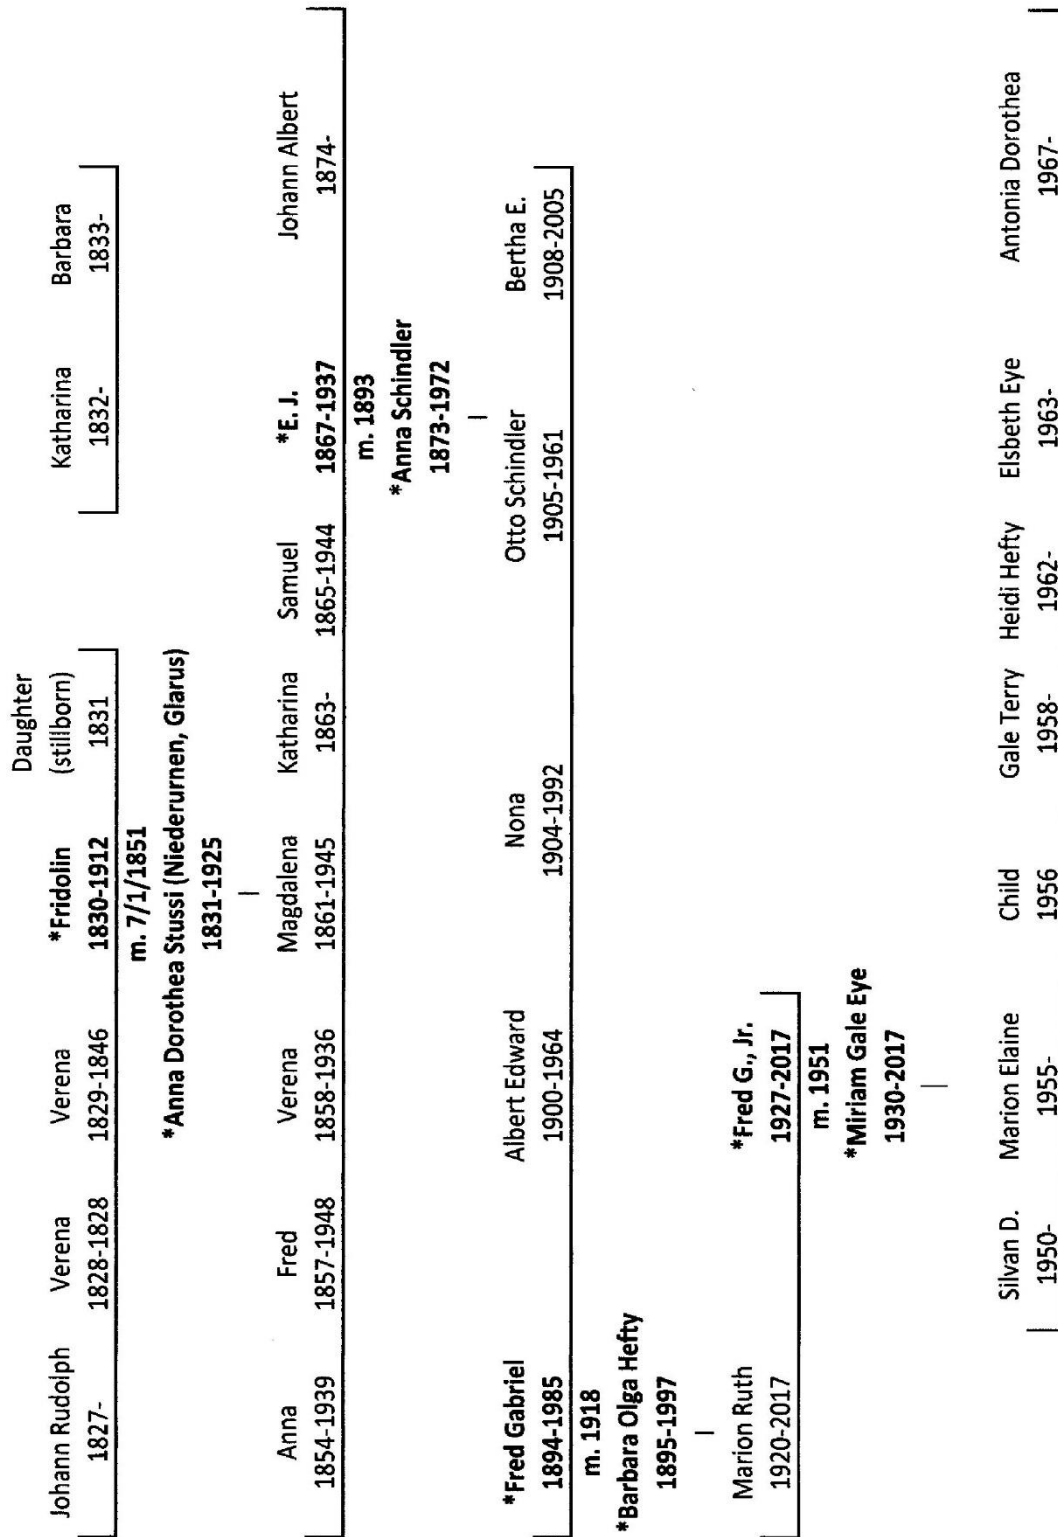 Johann Rudolph Verena Verena *Fridolin Daughter (stillborn) Katharina Barbara
1827- 1828-1828 1829-1846 1830-1912 1831 1832- 1833-
m. 7/1/1851
*Anna Dorothea Stussi (Niederurnen, Glarus)
1831-1925
Anna Fred Verena Magdalena Katharina Samuel *E. J. Johann Albert
1854-1939 1857-1948 1858-1936 1861-1945 1863- 1865-1944 1867-1937 1874-
m. 1893
*Anna Schindler
1873-1972
*Fred Gabriel Albert Edward Nona Otto Schindler Bertha E.
1894-1985 1900-1964 1904-1992 1905-1961 1908-2005
m. 1918
*Barbara Olga Hefty
1895-1997
Marion Ruth *Fred G., Jr.
1920-2017 1927-2017
m. 1951
*Miriam Gale Eye
1930-2017
Silvan D. Marion Elaine Child Gale Terry Heidi Hefty Elsbeth Eye Antonia Dorothea
1950- 1955- 1956 1958- 1962- 1963- 1967-